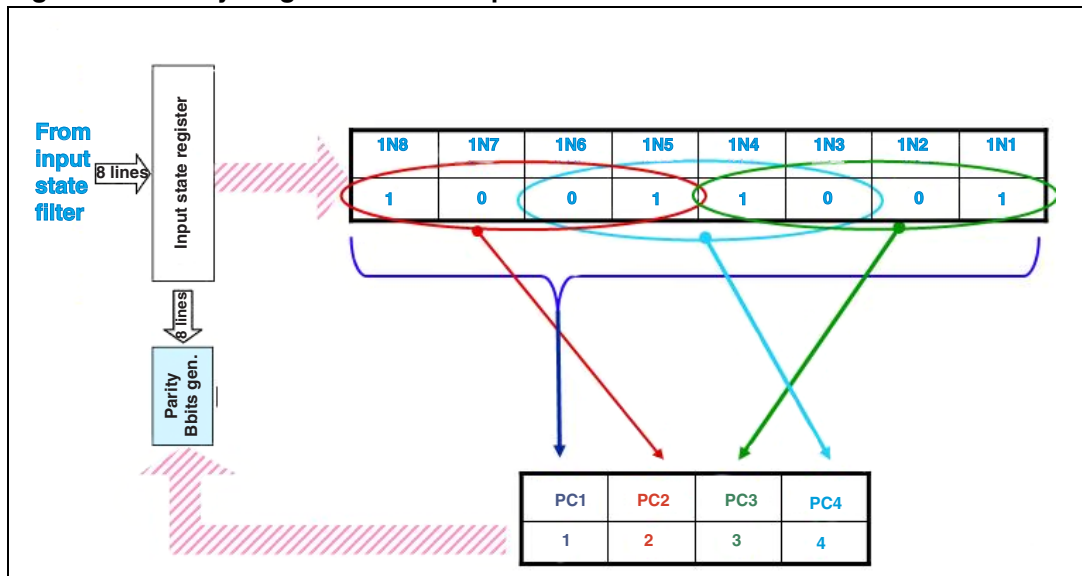 From
input
state
filter
8 lines
Input state register
8 lines
Parity
Bbits gen.
1N8 1N7 1N6 1N5 1N4 1N3 1N2 1N1
1 0 0 1 1 0 0 1
PC1 PC2 PC3 PC4
1 2 3 4